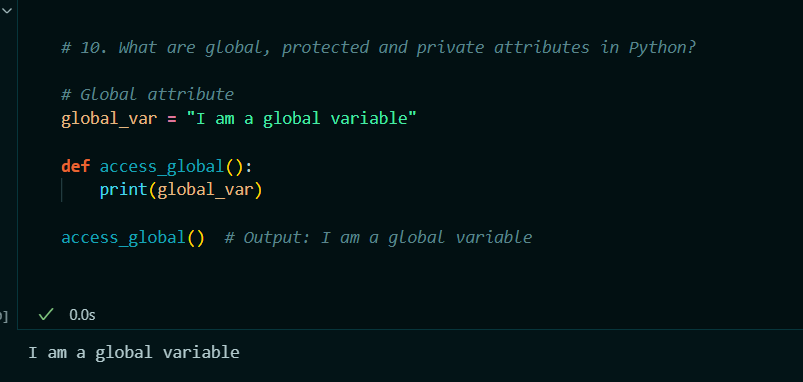 # 10. What are global, protected and private attributes in Python?
# Global attribute
global_var = "I am a global variable"
def access_global():
    print(global_var)
access_global()  # Output: I am a global variable
]
0.0s
I am a global variable